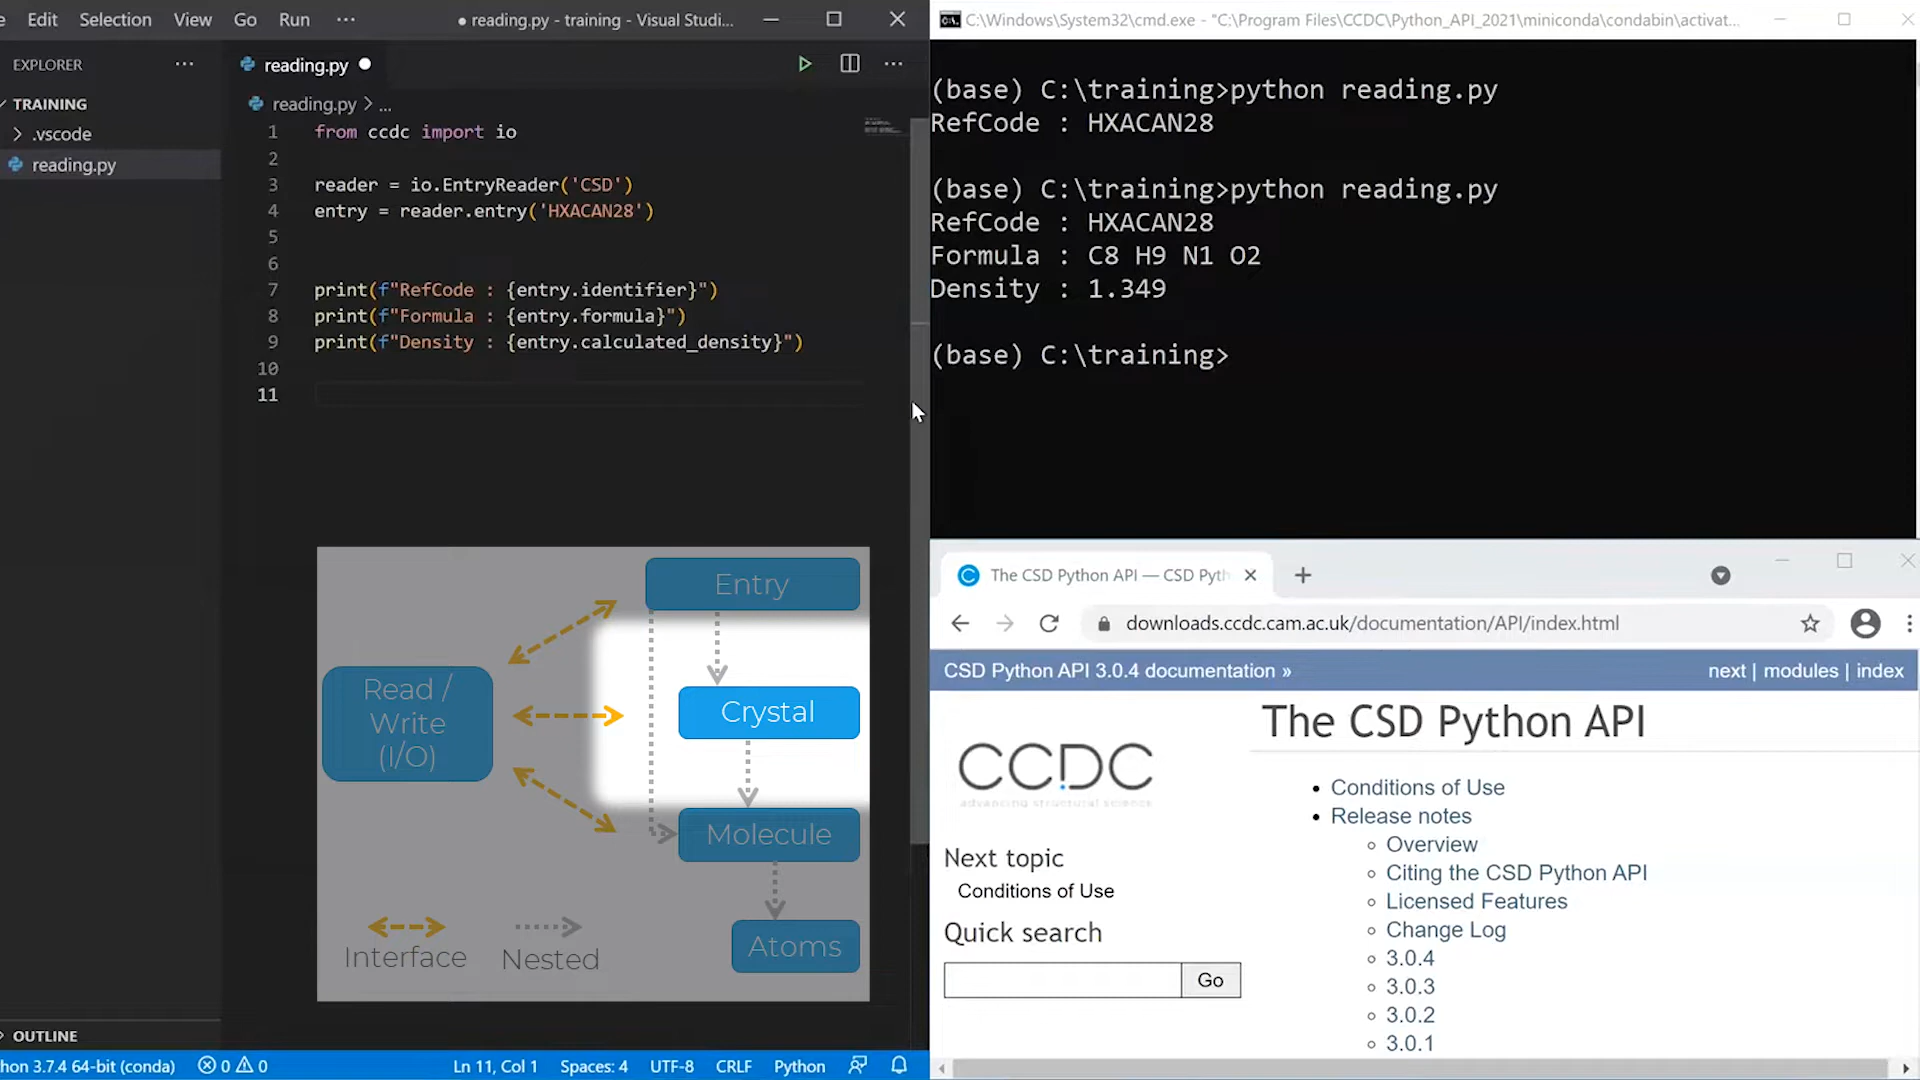 e Edit Selection View Go Run ··· ● reading.py - training - Visual Studi...
EXPLORER ···
TRAINING
.vscode
reading.py
reading.py ●
reading.py > ...
1 from ccdc import io
2
3 reader = io.EntryReader('CSD')
4 entry = reader.entry('HXACAN28')
5
6
7 print(f"RefCode : {entry.identifier}")
8 print(f"Formula : {entry.formula}")
9 print(f"Density : {entry.calculated_density}")
10
11
Entry
Read /
Write
(I/O)
Crystal
Molecule
Atoms
Interface
Nested
OUTLINE
hon 3.7.4 64-bit (conda) 0 0 Ln 11, Col 1 Spaces: 4 UTF-8 CRLF Python
C:\Windows\System32\cmd.exe - "C:\Program Files\CCDC\Python_API_2021\miniconda\condabin\activat...
(base) C:\training>python reading.py
RefCode : HXACAN28
(base) C:\training>python reading.py
RefCode : HXACAN28
Formula : C8 H9 N1 O2
Density : 1.349
(base) C:\training>
The CSD Python API — CSD Pyth
downloads.ccdc.cam.ac.uk/documentation/API/index.html
CSD Python API 3.0.4 documentation » next | modules | index
CCDC
advancing structural science
Next topic
Conditions of Use
Quick search
Go
The CSD Python API
• Conditions of Use
• Release notes
◦ Overview
◦ Citing the CSD Python API
◦ Licensed Features
◦ Change Log
◦ 3.0.4
◦ 3.0.3
◦ 3.0.2
◦ 3.0.1